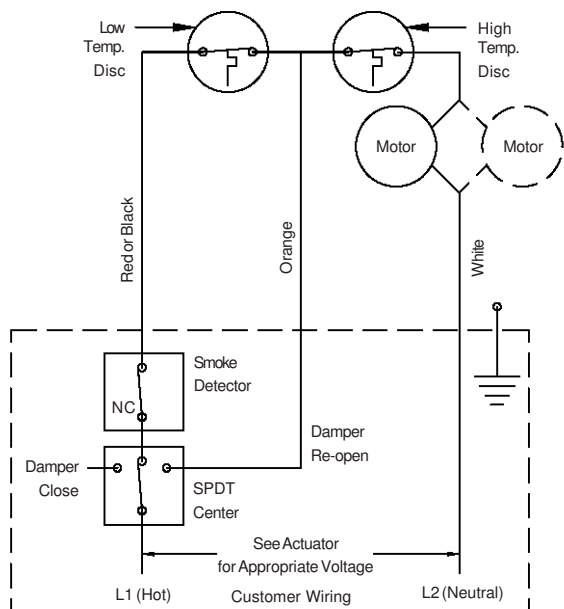 Low
Temp.
Disc
High
Temp.
Disc
Motor
Motor
Red or Black
Orange
White
Smoke
Detector
NC
Damper
Re-open
Damper
Close
SPDT
Center
See Actuator
for Appropriate Voltage
L1 (Hot)
Customer Wiring
L2 (Neutral)